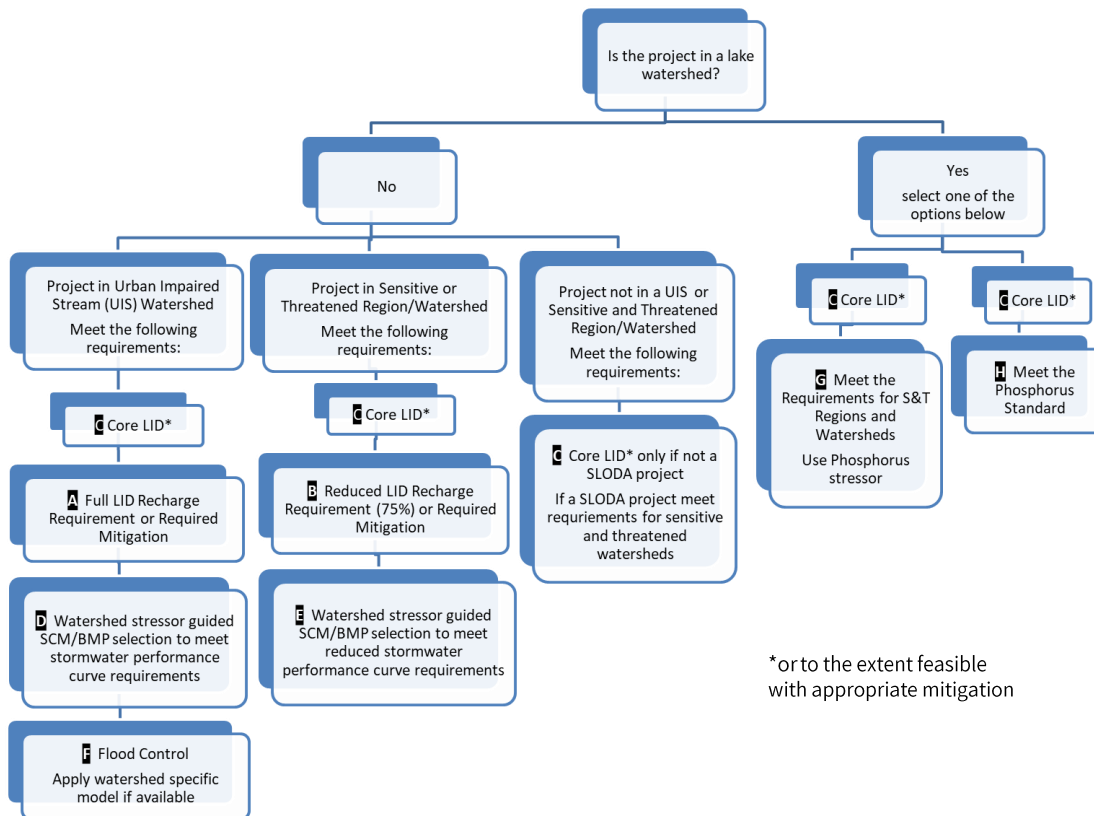 Is the project in a lake
watershed?
No
Yes
select one of the
options below
Project in Urban Impaired
Stream (UIS) Watershed
Meet the following
requirements:
Project in Sensitive or
Threatened Region/Watershed
Meet the following
requirements:
Project not in a UIS or
Sensitive and Threatened
Region/Watershed
Meet the following
requirements:
C Core LID*
C Core LID*
C Core LID*
C Core LID*
A Full LID Recharge
Requirement or Required
Mitigation
B Reduced LID Recharge
Requirement (75%) or Required
Mitigation
C Core LID* only if not a
SLODA project
If a SLODA project meet
requriements for sensitive
and threatened
watersheds
G Meet the
Requirements for S&T
Regions and
Watersheds
Use Phosphorus
stressor
H Meet the
Phosphorus
Standard
D Watershed stressor guided
SCM/BMP selection to meet
stormwater performance
curve requirements
E Watershed stressor guided
SCM/BMP selection to meet
reduced stormwater
performance curve requirements
F Flood Control
Apply watershed specific
model if available
*or to the extent feasible
with appropriate mitigation